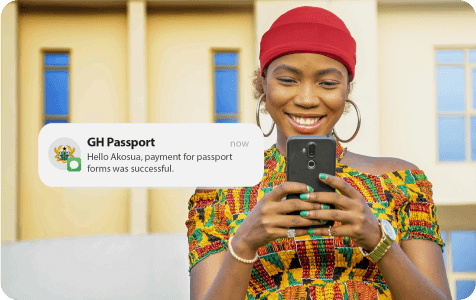 GH Passport
now
Hello Akosua, payment for passport
forms was successful.